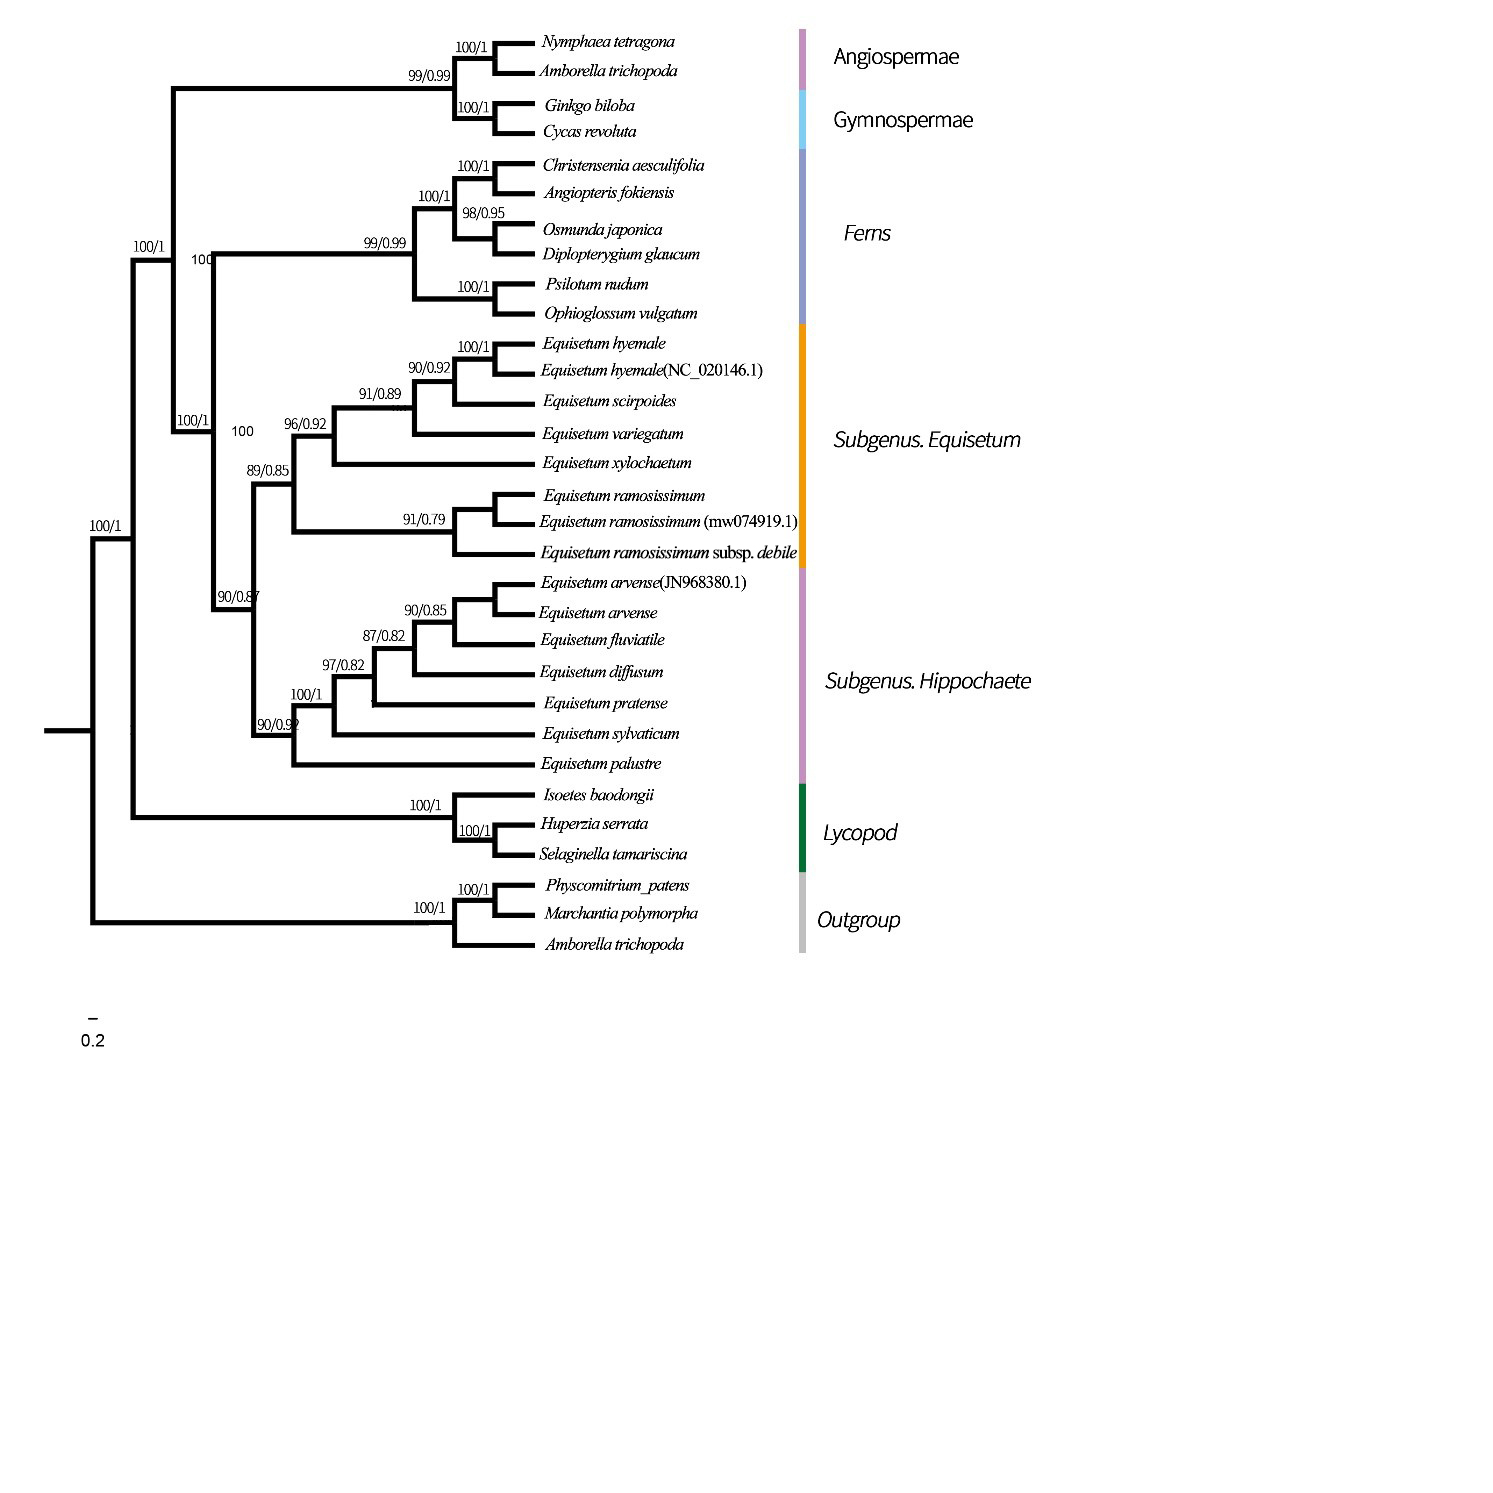 100/1
Nymphaea tetragona
Angiospermae
99/0.99
Amborella trichopoda
100/1
Ginkgo biloba
Gymnospermae
Cycas revoluta
100/1
Christensenia aesculifolia
100/1
Angiopteris fokiensis
98/0.95
Osmunda japonica
Ferns
99/0.99
100/1
100
Diplopterygium glaucum
100/1
Psilotum nudum
Ophioglossum vulgatum
100/1
Equisetum hyemale
90/0.92
Equisetum hyemale(NC_020146.1)
91/0.89
Equisetum scirpoides
100/1
100
96/0.92
Equisetum variegatum
Subgenus. Equisetum
89/0.85
Equisetum xylochaetum
Equisetum ramosissimum
91/0.79
Equisetum ramosissimum (mw074919.1)
100/1
Equisetum ramosissimum subsp. debile
Equisetum arvense(JN968380.1)
90/0.87
90/0.85
Equisetum arvense
87/0.82
Equisetum fluviatile
97/0.82
Equisetum diffusum
Subgenus. Hippochaete
100/1
Equisetum pratense
90/0.92
Equisetum sylvaticum
Equisetum palustre
100/1
Isoetes baodongii
100/1
Huperzia serrata
Lycopod
Selaginella tamariscina
100/1
Physcomitrium_patens
100/1
Marchantia polymorpha
Outgroup
Amborella trichopoda
0.2